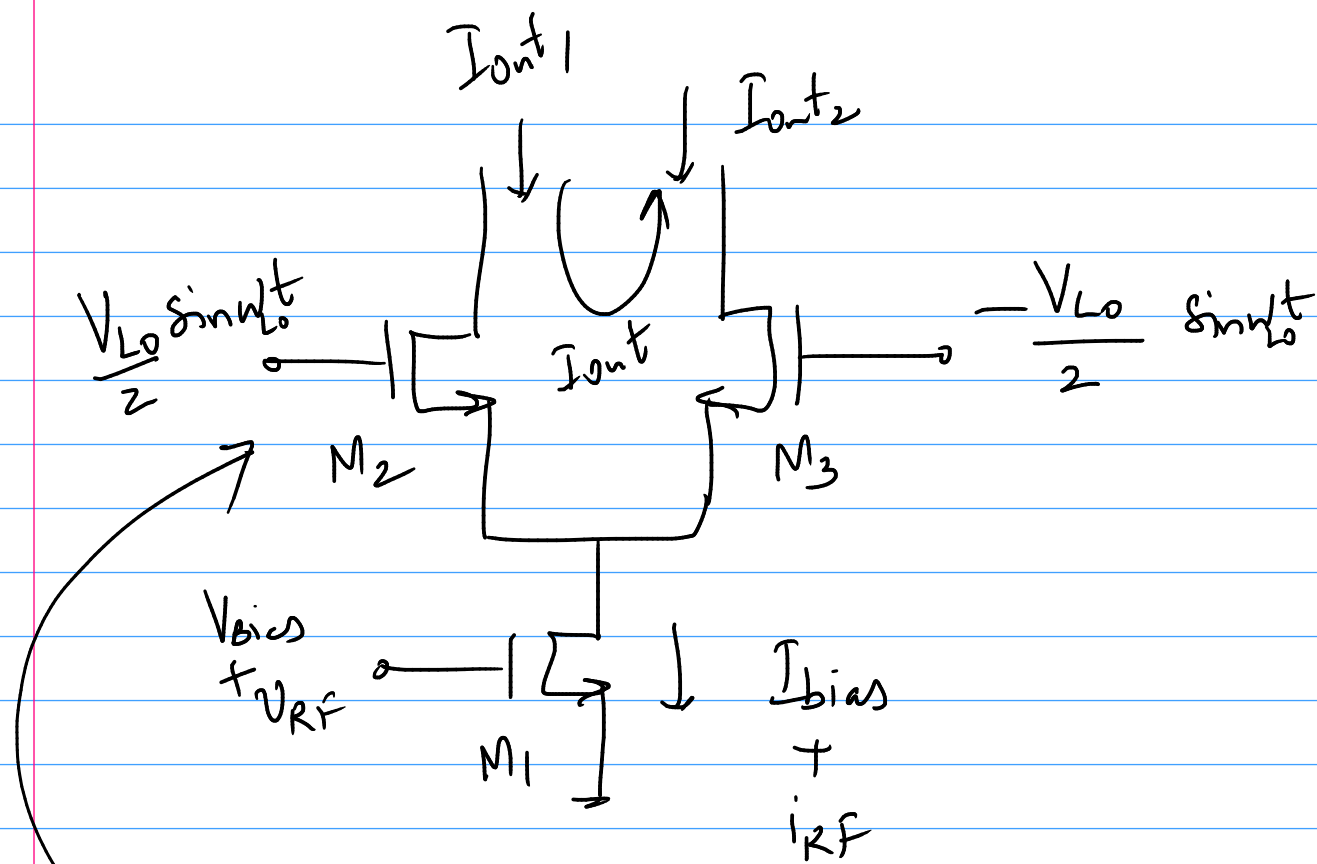 Iout1
Iout2
VLO/2 sinωLOt
Iout
−VLO/2 sinωLOt
M2
M3
VBias
+
vRF
M1
Ibias
+
iRF